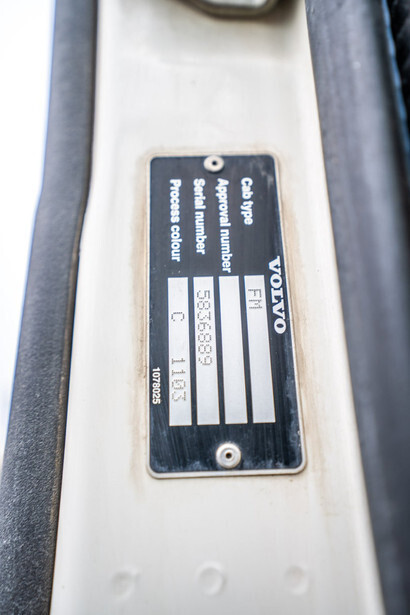 VOLVO
Cab type FM
Approval number
Serial number 5836889
Process colour C 1103
1078025